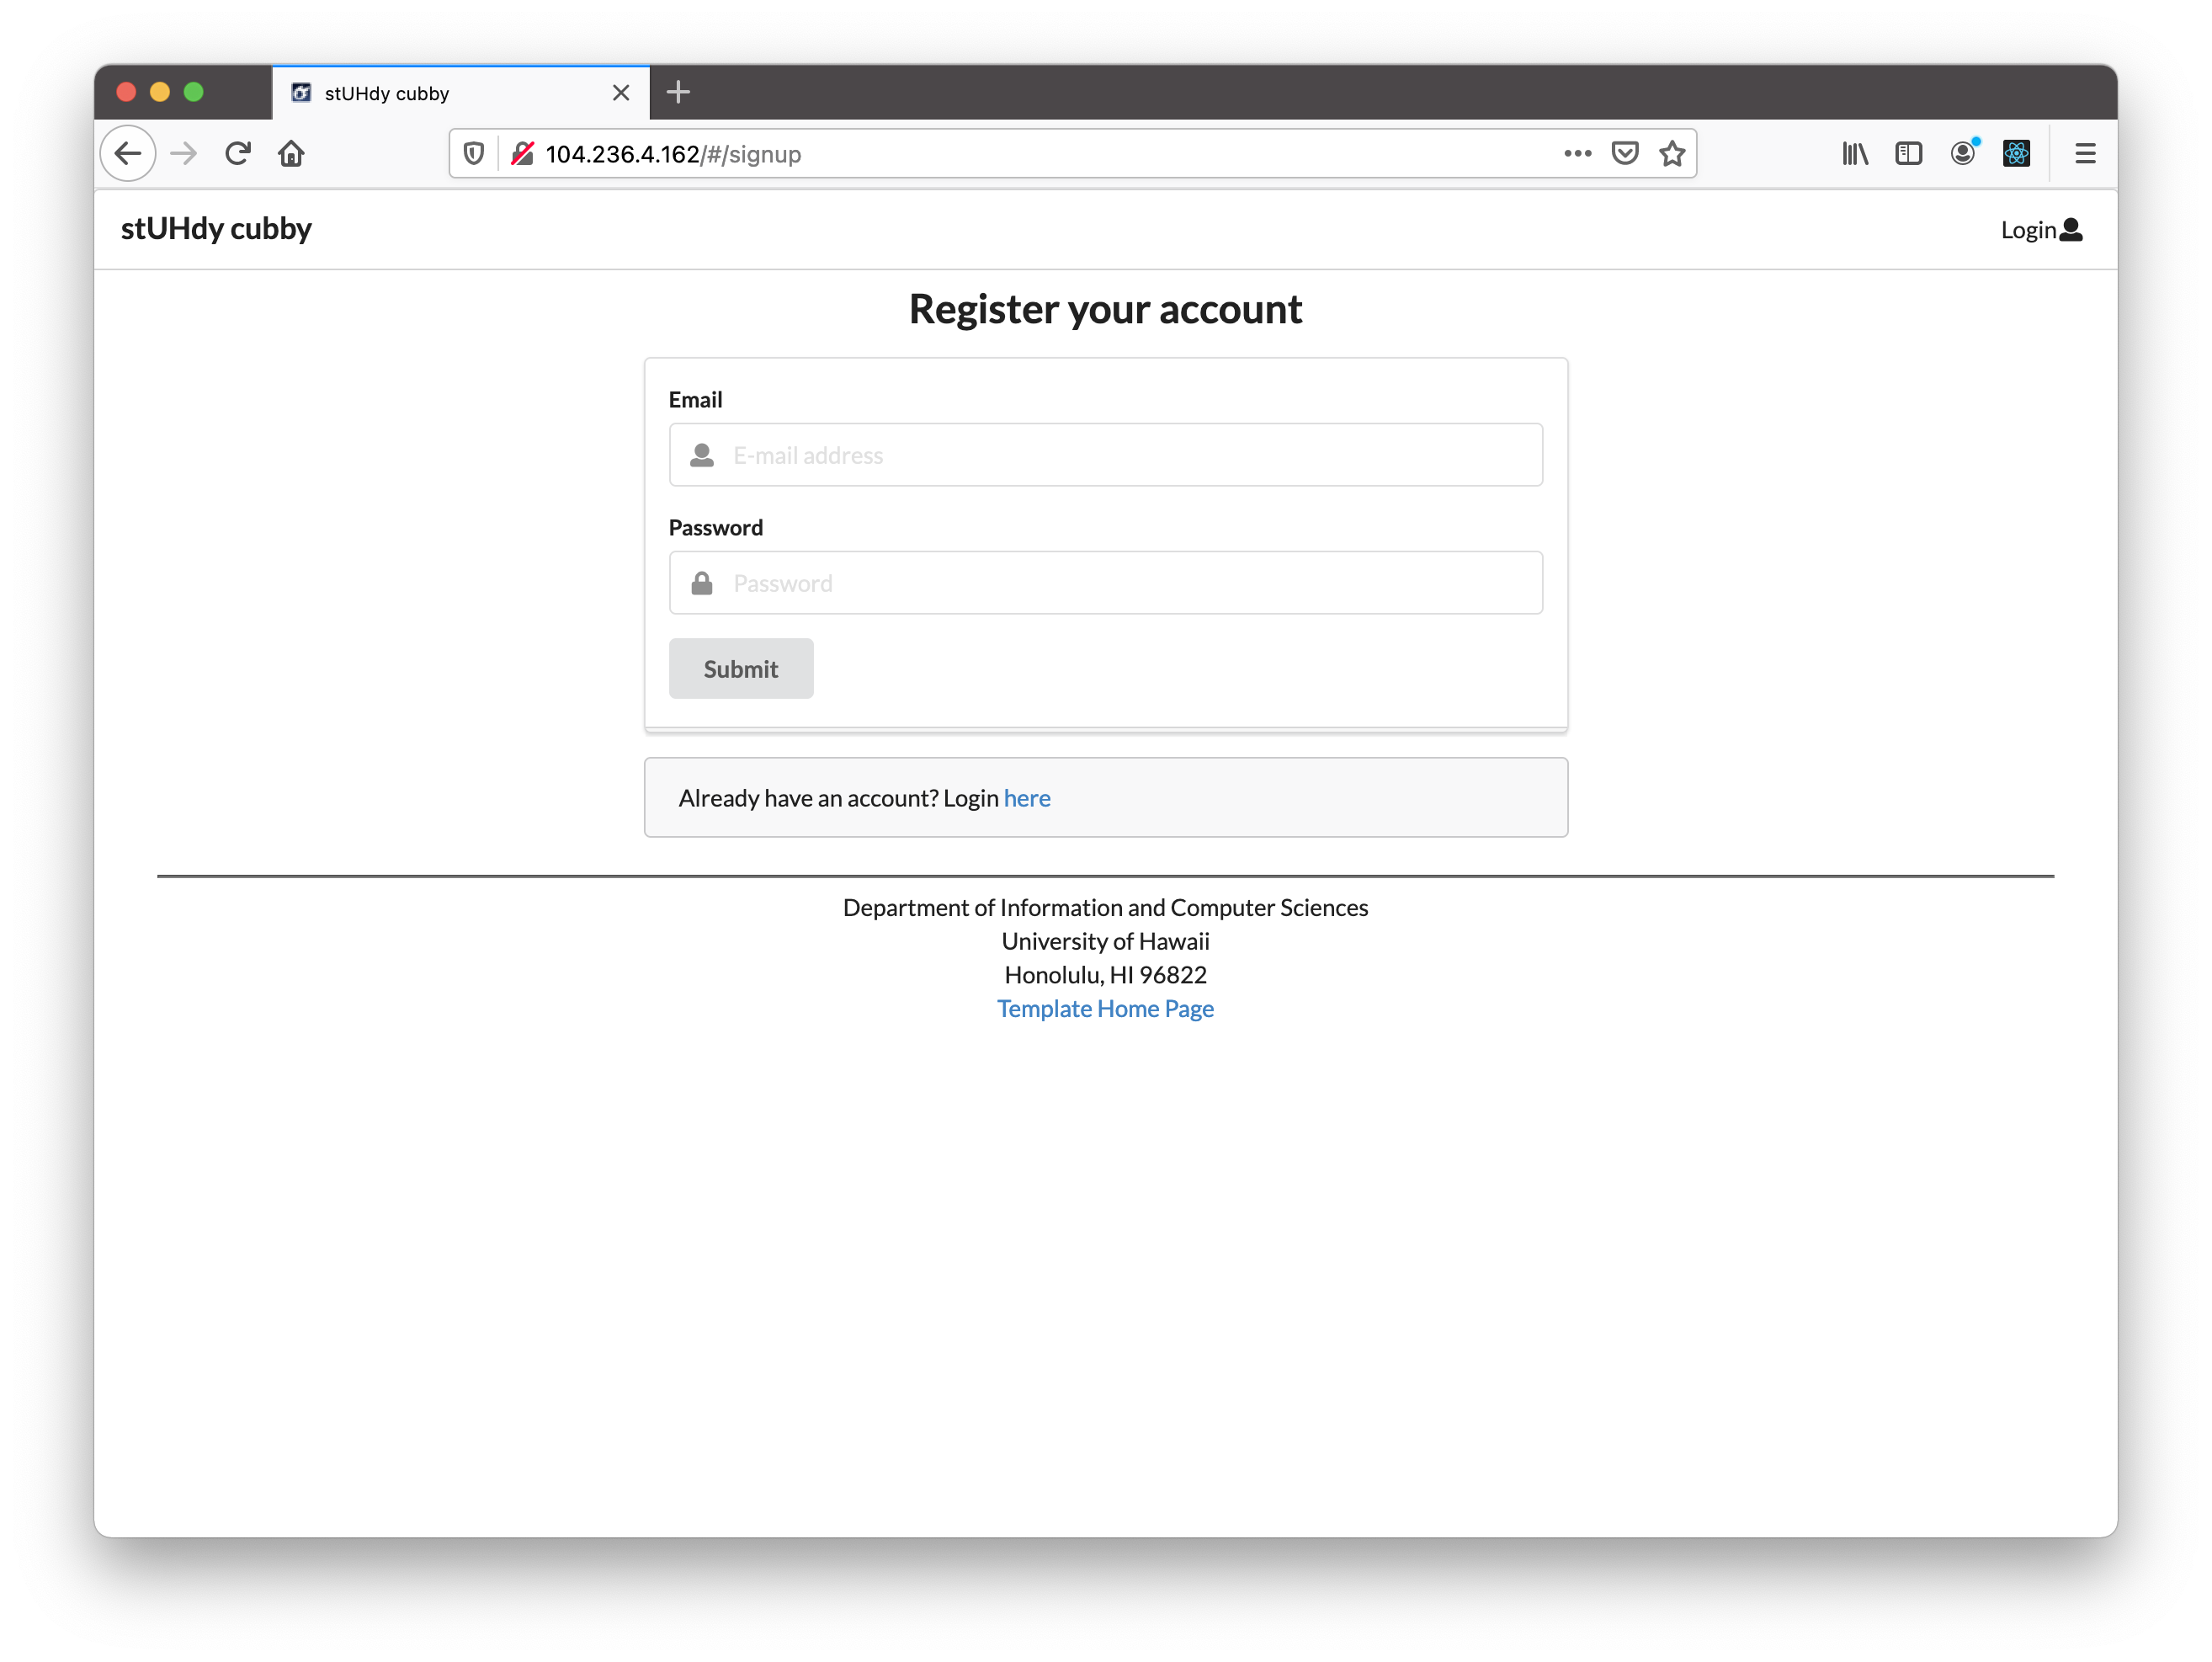 stUHdy cubby
104.236.4.162/#/signup
stUHdy cubby
Login
Register your account
Email
E-mail address
Password
Password
Submit
Already have an account? Login here
Department of Information and Computer Sciences
University of Hawaii
Honolulu, HI 96822
Template Home Page